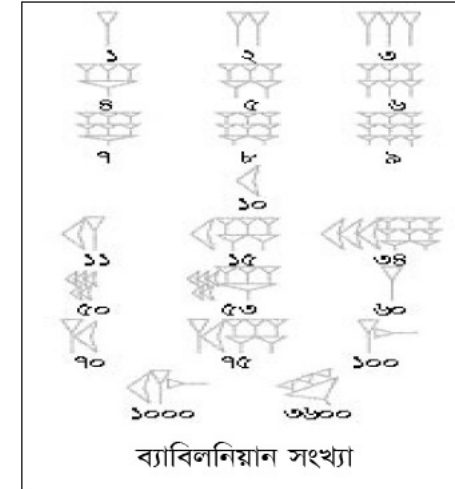 ১ ২ ৩
৪ ৫ ৬
৭ ৮ ৯
১০
১১ ১৫ ৩৪
৫০ ৫৩ ৬০
৭০ ৭৫ ১০০
১০০০ ৩৬০০
ব্যাবিলনিয়ান সংখ্যা